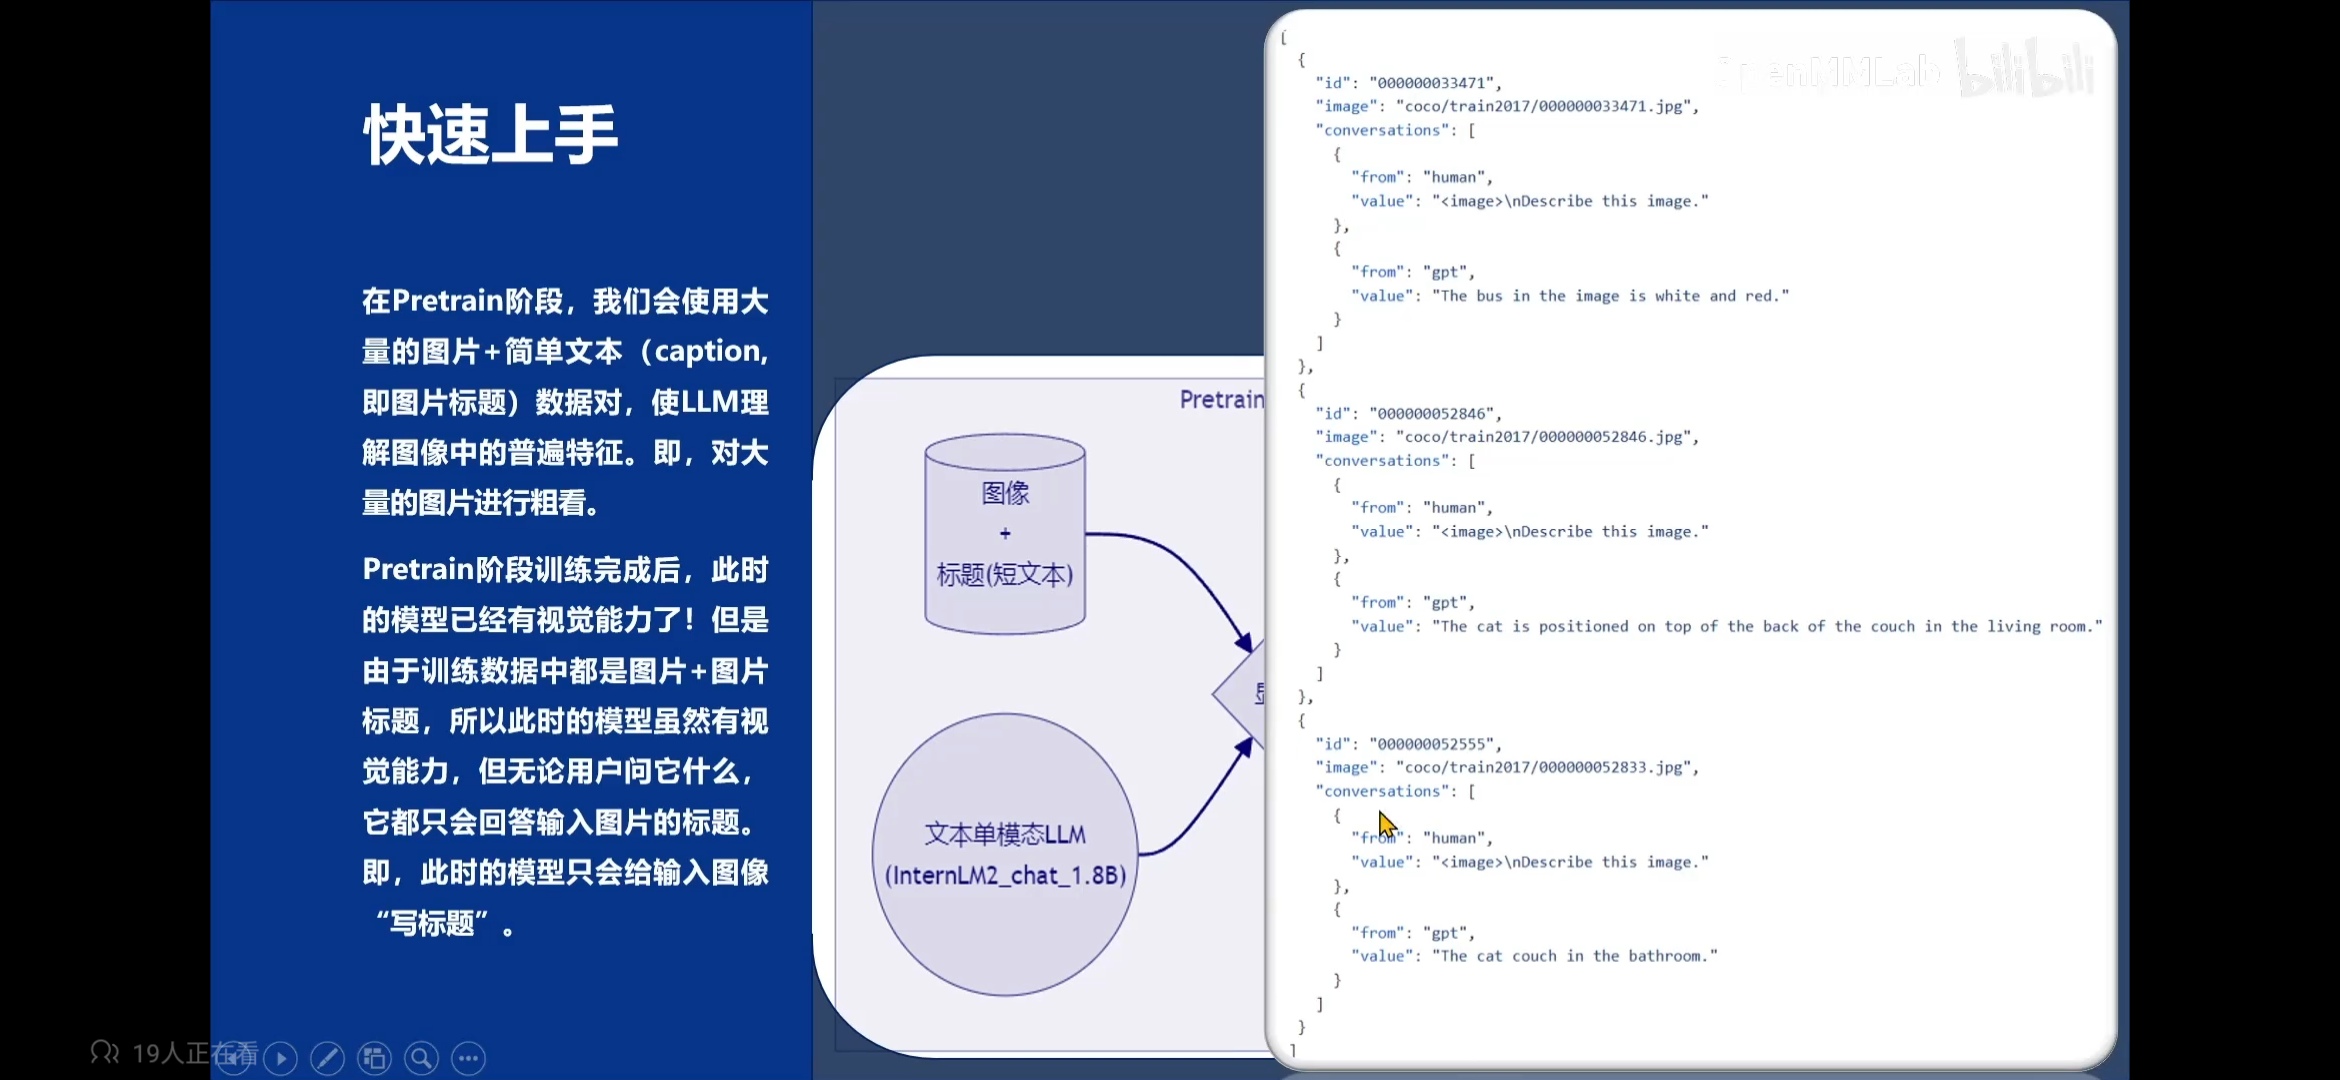 快速上手
在Pretrain阶段，我们会使用大
量的图片+简单文本（caption,
即图片标题）数据对，使LLM理
解图像中的普遍特征。即，对大
量的图片进行粗看。
Pretrain阶段训练完成后，此时
的模型已经有视觉能力了！但是
由于训练数据中都是图片+图片
标题，所以此时的模型虽然有视
觉能力，但无论用户问它什么，
它都只会回答输入图片的标题。
即，此时的模型只会给输入图像
“写标题”。
19人正在看
Pretrain
图像
+
标题(短文本)
文本单模态LLM
(InternLM2_chat_1.8B)
OpenMMLab bilibili
[
{
"id": "000000033471",
"image": "coco/train2017/000000033471.jpg",
"conversations": [
{
"from": "human",
"value": "<image>\nDescribe this image."
},
{
"from": "gpt",
"value": "The bus in the image is white and red."
}
]
},
{
"id": "000000052846",
"image": "coco/train2017/000000052846.jpg",
"conversations": [
{
"from": "human",
"value": "<image>\nDescribe this image."
},
{
"from": "gpt",
"value": "The cat is positioned on top of the back of the couch in the living room."
}
]
},
{
"id": "000000052555",
"image": "coco/train2017/000000052833.jpg",
"conversations": [
{
"from": "human",
"value": "<image>\nDescribe this image."
},
{
"from": "gpt",
"value": "The cat couch in the bathroom."
}
]
}
]